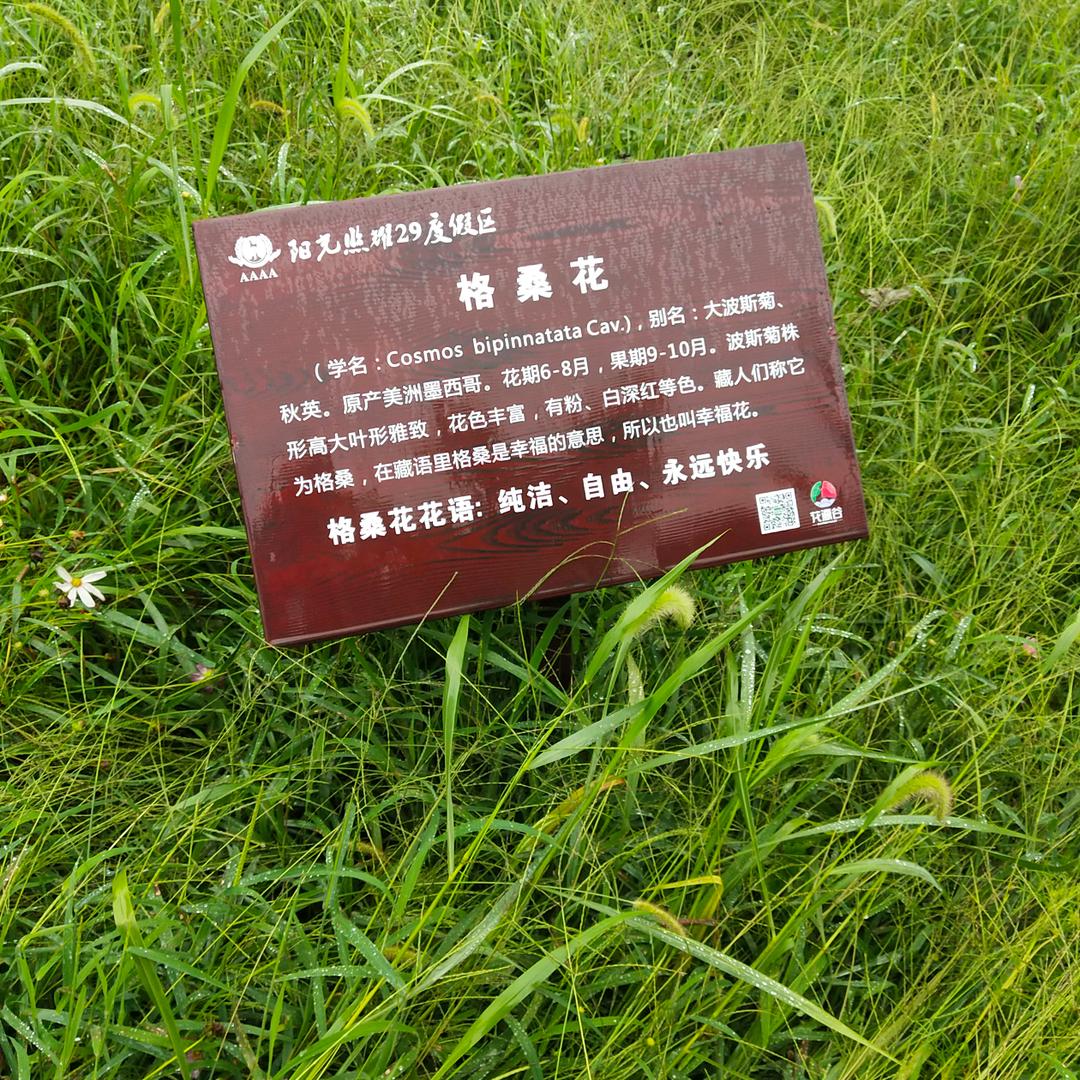 阳光照耀29度假区
AAAA
格桑花
(学名：Cosmos bipinnatata Cav.)，别名：大波斯菊、
秋英。原产美洲墨西哥。花期6-8月，果期9-10月。波斯菊株
形高大叶形雅致，花色丰富，有粉、白深红等色。藏人们称它
为格桑，在藏语里格桑是幸福的意思，所以也叫幸福花。
格桑花花语：纯洁、自由、永远快乐